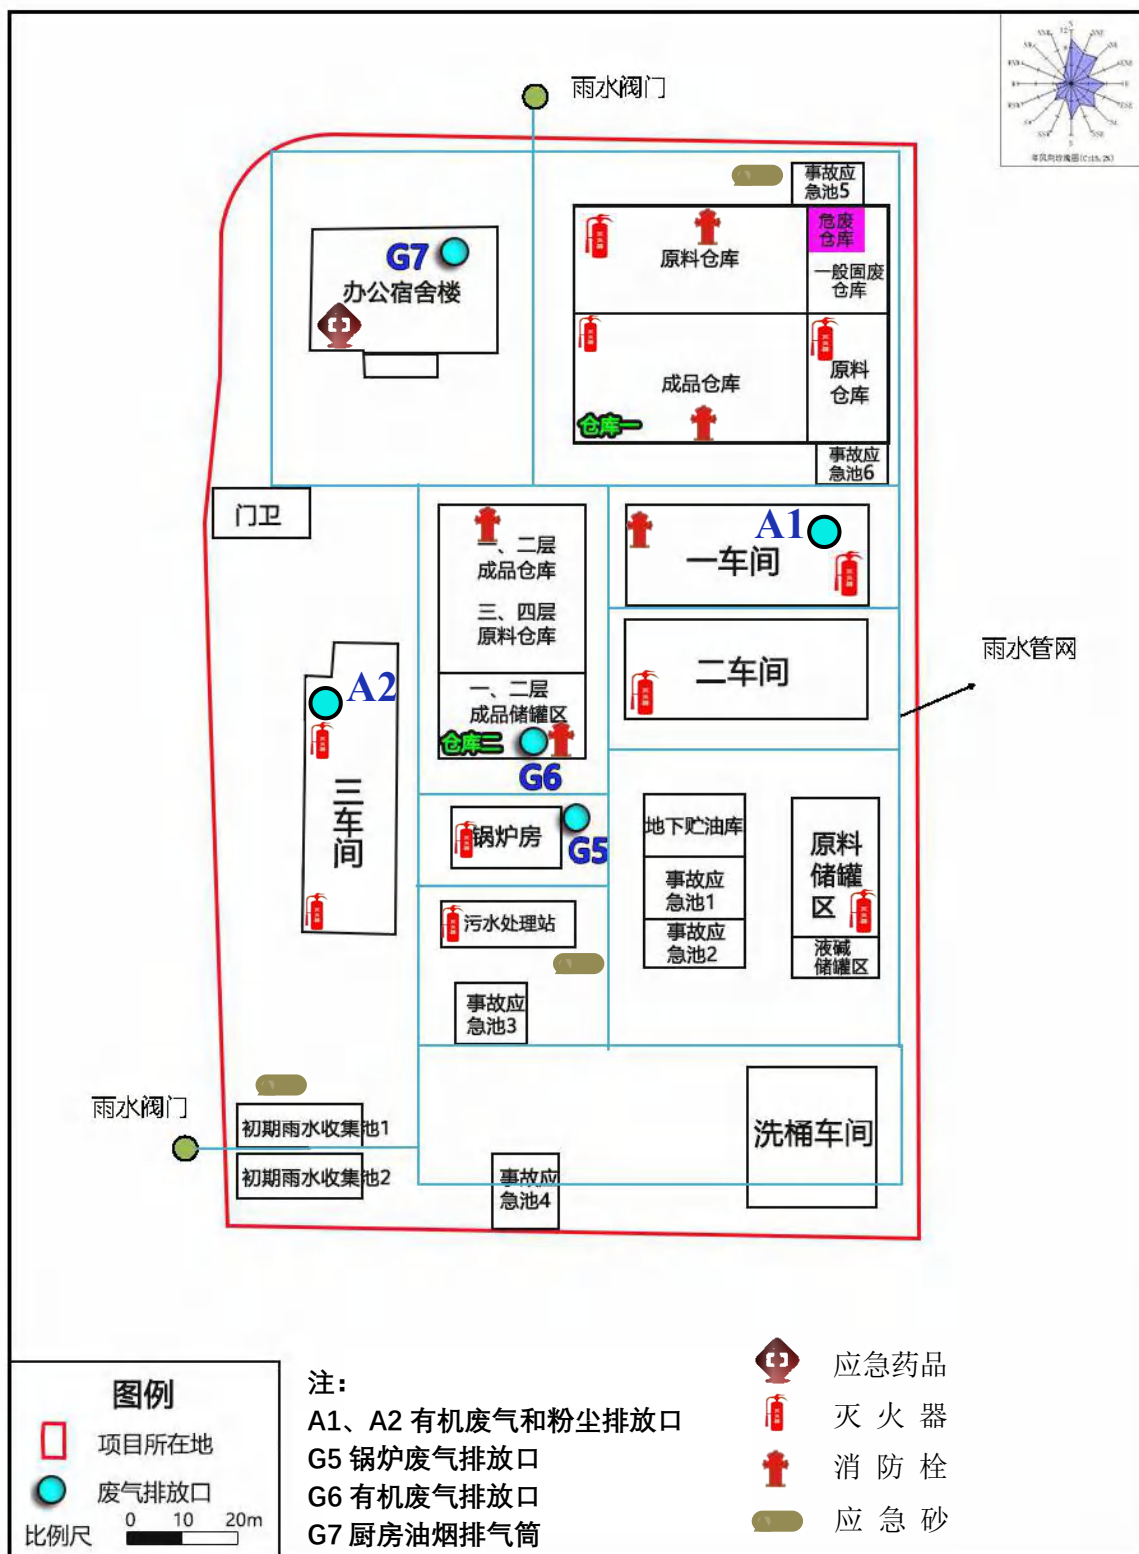 雨水阀门
N
年风向玫瑰图(C:15.2%)
事故应
急池5
危废
仓库
原料仓库
一般固废
仓库
G7
办公宿舍楼
成品仓库
原料
仓库
仓库一
事故应
急池6
门卫
一、二层
成品仓库
三、四层
原料仓库
A1
一车间
二车间
雨水管网
A2
一、二层
成品储罐区
仓库二
G6
三车间
锅炉房
G5
地下贮油库
原料
储罐
区
事故应
急池1
事故应
急池2
液碱
储罐区
污水处理站
事故应
急池3
雨水阀门
初期雨水收集池1
初期雨水收集池2
洗桶车间
事故应
急池4
图例
项目所在地
废气排放口
比例尺
0 10 20m
注：
A1、A2 有机废气和粉尘排放口
G5 锅炉废气排放口
G6 有机废气排放口
G7 厨房油烟排气筒
应急药品
灭 火 器
消 防 栓
应 急 砂